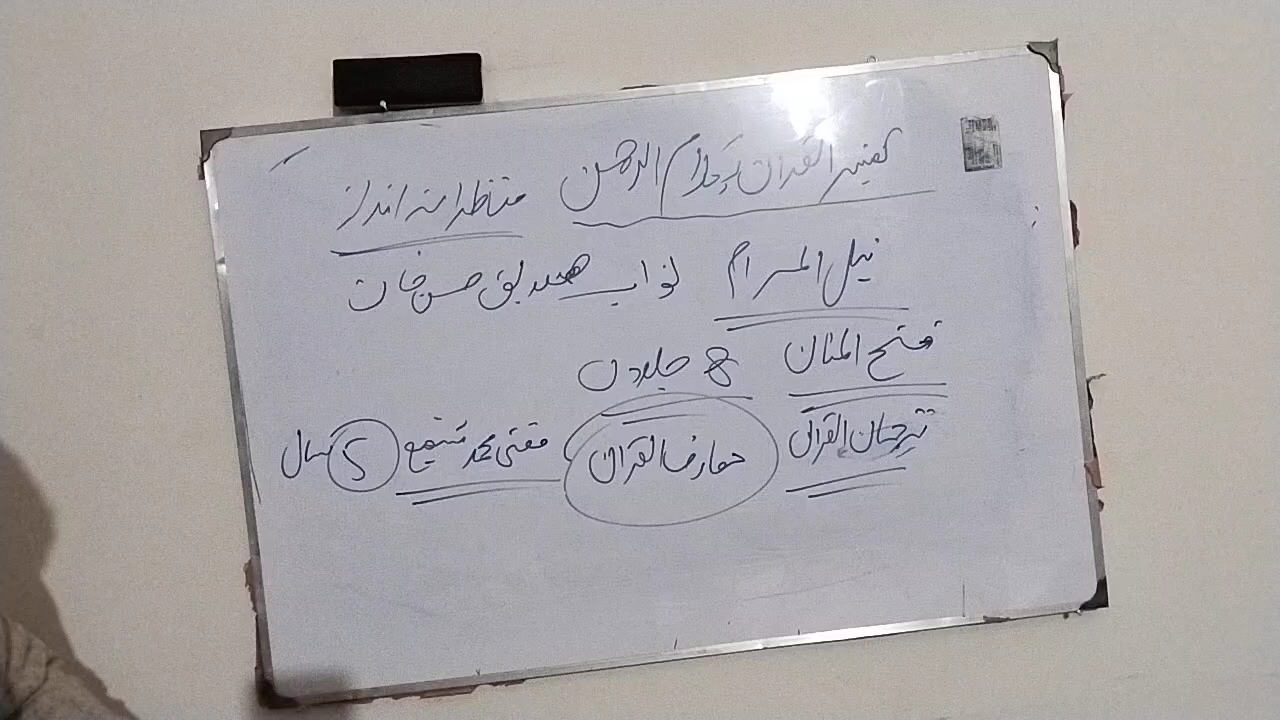 تفسیر القرآن بکلام الرحمن مناظرانہ انداز
نیل المرام نواب صدیق حسن خان
فتح المنان 8 جلدوں
ترجمان القرآن معارف القرآن مفتی محمد شفیع 5 سال